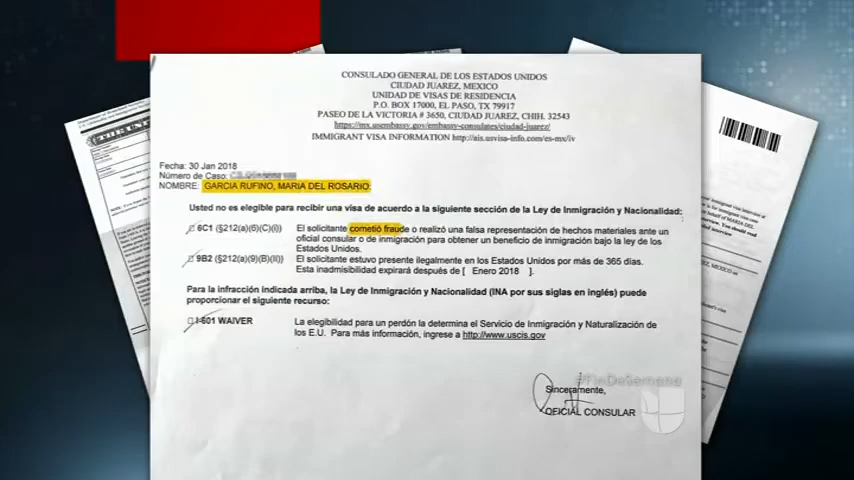 CONSULADO GENERAL DE LOS ESTADOS UNIDOS
CIUDAD JUAREZ, MEXICO
UNIDAD DE VISAS DE RESIDENCIA
P.O. BOX 17000, EL PASO, TX 79917
PASEO DE LA VICTORIA # 3650, CIUDAD JUAREZ, CHIH. 32543
https://mx.usembassy.gov/embassy-consulates/ciudad-juarez/
IMMIGRANT VISA INFORMATION http://ais.usvisa-info.com/es-mx/iv
Fecha: 30 Jan 2018
Número de Caso:
NOMBRE: GARCIA RUFINO, MARIA DEL ROSARIO:
Usted no es elegible para recibir una visa de acuerdo a la siguiente sección de la Ley de Inmigración y Nacionalidad:
6C1 (§212(a)(6)(C)(i)) El solicitante cometió fraude o realizó una falsa representación de hechos materiales ante un
oficial consular o de inmigración para obtener un beneficio de inmigración bajo la ley de los
Estados Unidos.
9B2 (§212(a)(9)(B)(II)) El solicitante estuvo presente ilegalmente en los Estados Unidos por más de 365 días.
Esta inadmisibilidad expirará después de [ Enero 2018 ].
Para la infracción indicada arriba, la Ley de Inmigración y Nacionalidad (INA por sus siglas en inglés) puede
proporcionar el siguiente recurso:
I-601 WAIVER La elegibilidad para un perdón la determina el Servicio de Inmigración y Naturalización de
los E.U. Para más información, ingrese a http://www.uscis.gov
#FinDeSemana
Sinceramente,
OFICIAL CONSULAR